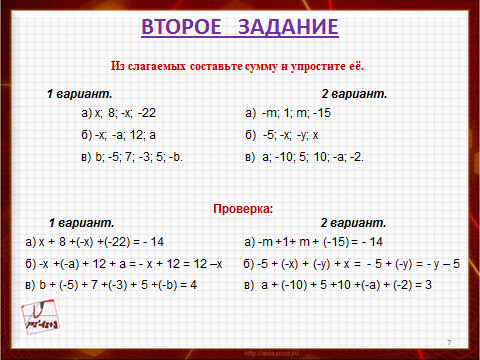 ВТОРОЕ ЗАДАНИЕ
Из слагаемых составьте сумму и упростите её.
1 вариант.
а) х; 8; -х; -22
б) -х; -а; 12; а
в) b; -5; 7; -3; 5; -b.
2 вариант.
а) -m; 1; m; -15
б) -5; -х; -у; х
в) а; -10; 5; 10; -а; -2.
Проверка:
1 вариант.
а) х + 8 +(-х) +(-22) = - 14
б) -х +(-а) + 12 + а = - х + 12 = 12 –х
в) b + (-5) + 7 +(-3) + 5 +(-b) = 4
2 вариант.
а) -m +1+ m + (-15) = - 14
б) -5 + (-х) + (-у) + х = - 5 + (-у) = - у – 5
в) а + (-10) + 5 +10 +(-а) + (-2) = 3
7
http://aida.ucoz.ru